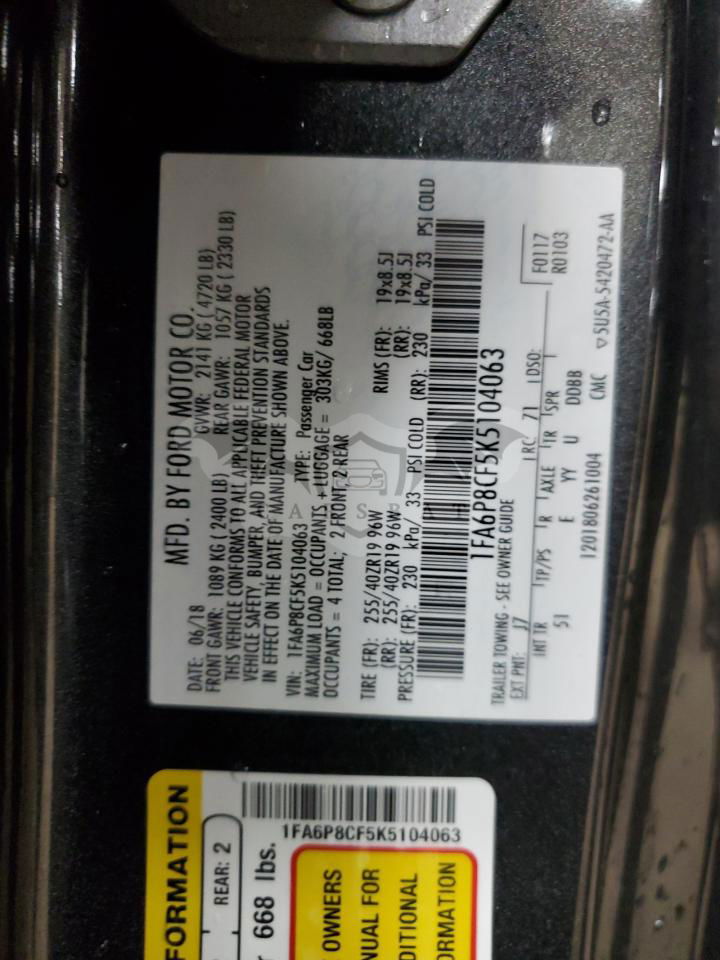 MFD. BY FORD MOTOR CO.
DATE: 06/18 GVWR: 2141 KG ( 4720 LB)
FRONT GAWR: 1089 KG ( 2400 LB) REAR GAWR: 1057 KG ( 2330 LB)
THIS VEHICLE CONFORMS TO ALL APPLICABLE FEDERAL MOTOR
VEHICLE SAFETY, BUMPER, AND THEFT PREVENTION STANDARDS
IN EFFECT ON THE DATE OF MANUFACTURE SHOWN ABOVE.
VIN: 1FA6P8CF5K5104063 TYPE: Passenger Car
MAXIMUM LOAD = OCCUPANTS + LUGGAGE = 303KG/ 668LB
OCCUPANTS = 4 TOTAL; 2 FRONT, 2 REAR
TIRE (FR): 255/40ZR19 96W RIMS (FR): 19x8.5J
(RR): 255/40ZR19 96W (RR): 19x8.5J
PRESSURE (FR): 230 kPa/ 33 PSI COLD (RR): 230 kPa/ 33 PSI COLD
1FA6P8CF5K5104063
TRAILER TOWING - SEE OWNER GUIDE
EXT PNT: J7 RC: 71 DSO: F0117
INT TR TP/PS R AXLE TR SPR R0103
51 E YY U DDBB
1201806261004 CMC ▽5U5A-5420472-AA
FORMATION
REAR: 2
668 lbs.
1FA6P8CF5K5104063
OWNERS
NUAL FOR
DITIONAL
ORMATION